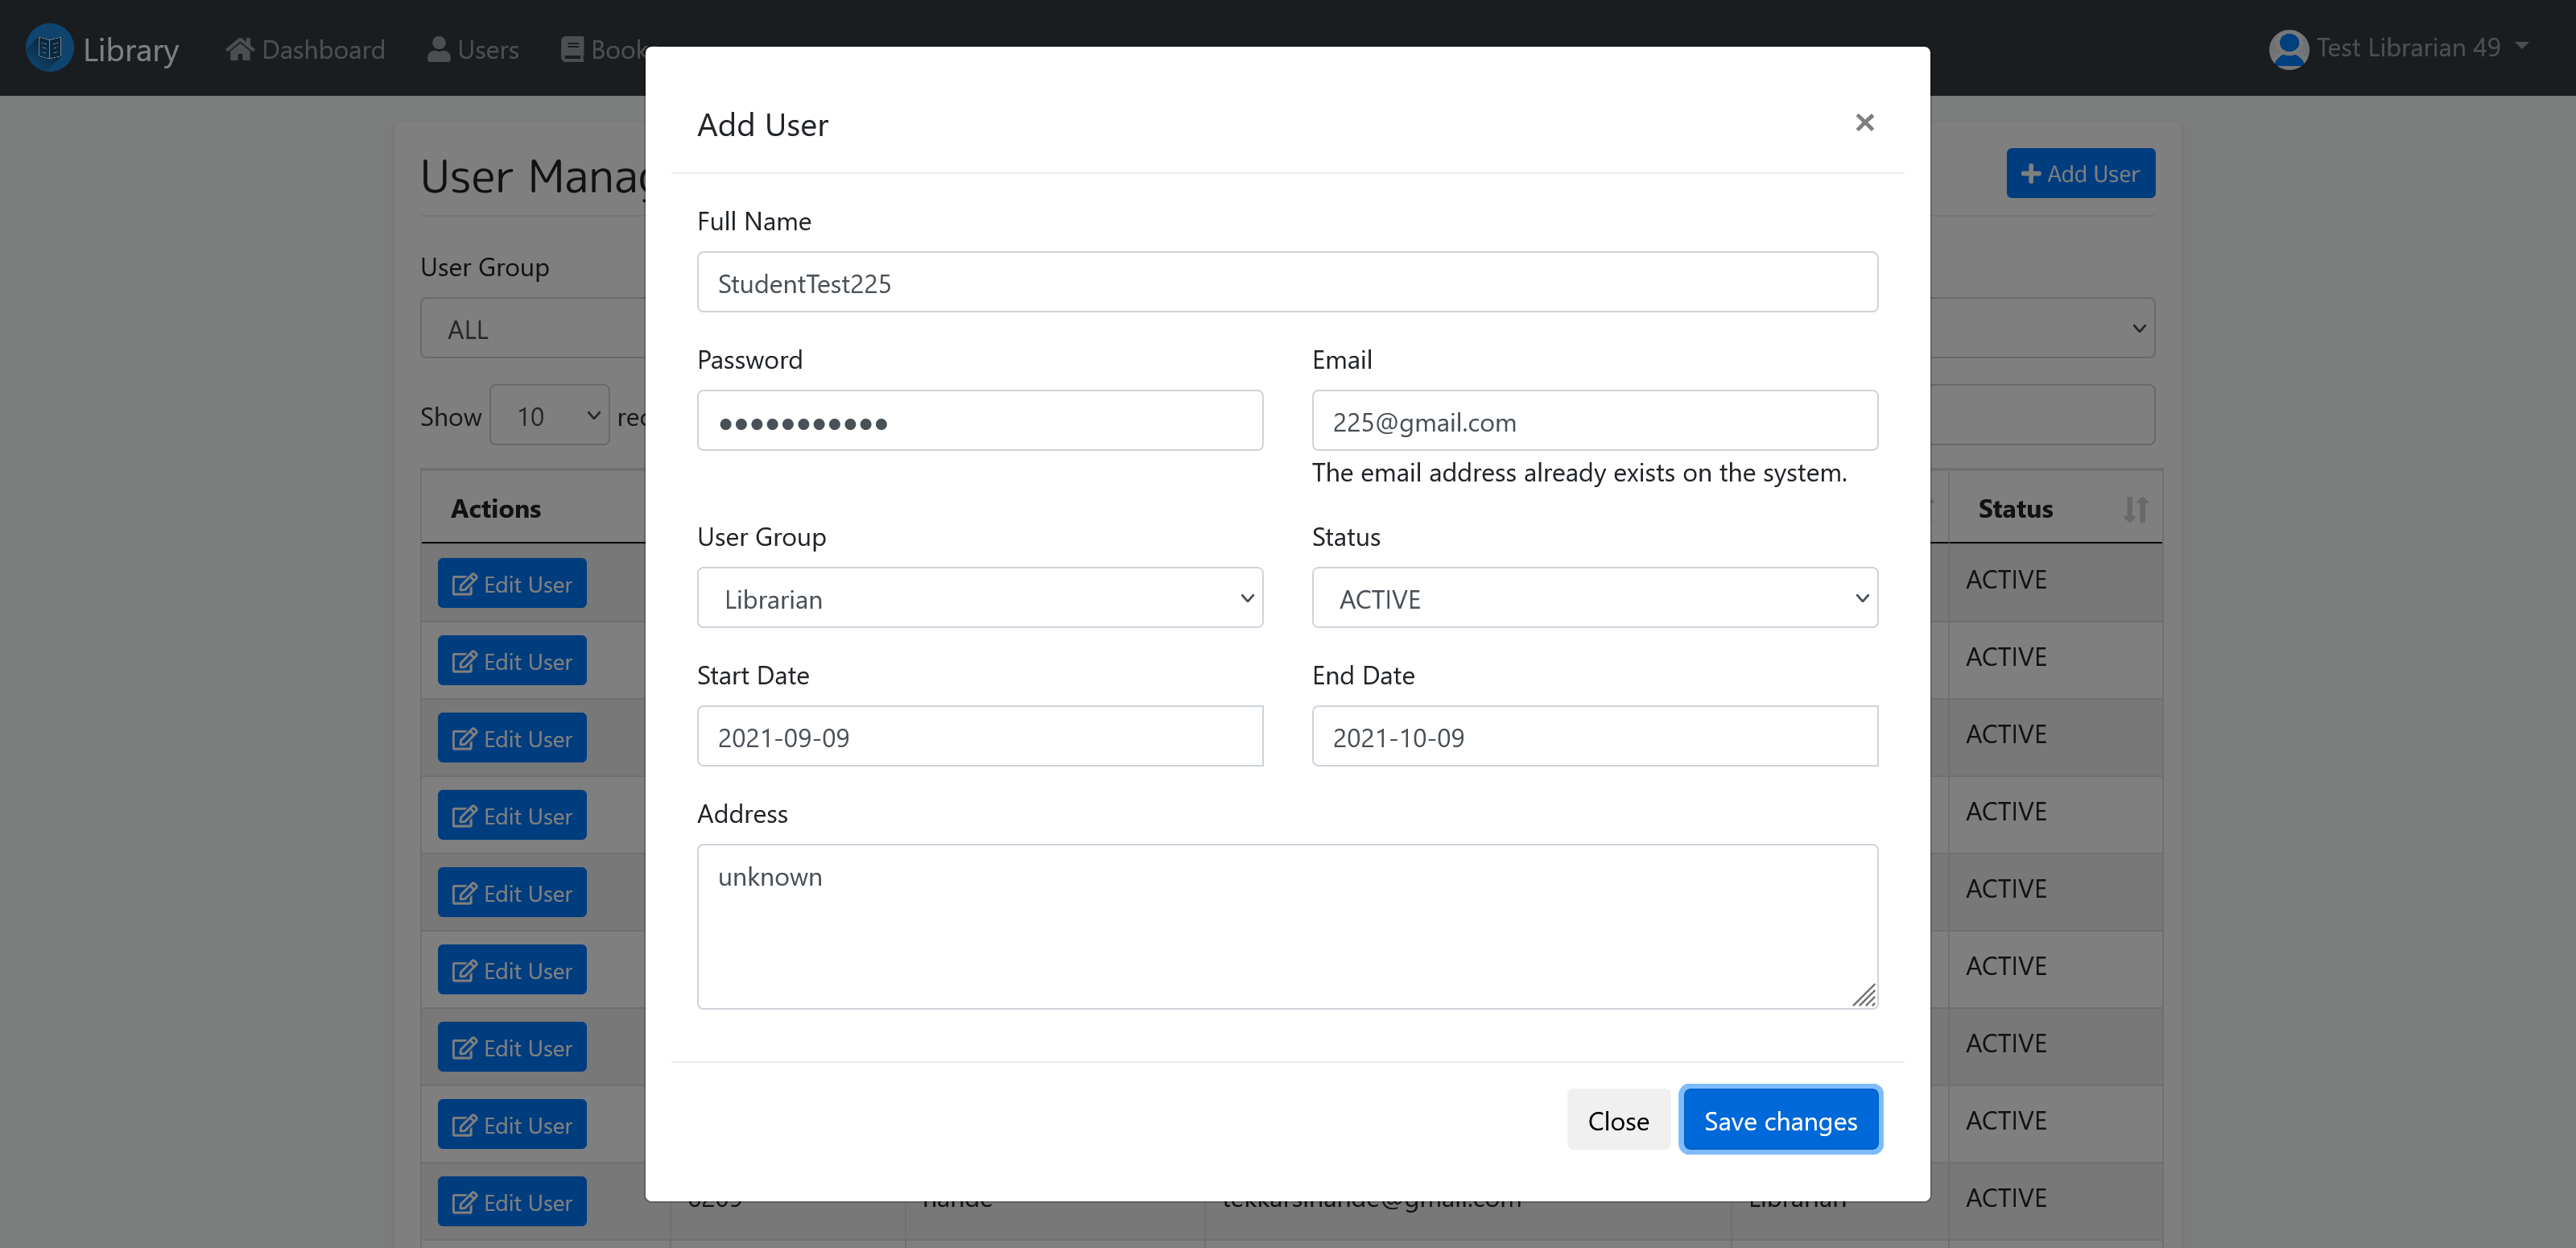 Library Dashboard Users Book Test Librarian 49
Add User
×
User Manag
Add User
Full Name
StudentTest225
User Group
ALL
Password
Email
•••••••••••
225@gmail.com
The email address already exists on the system.
Show 10 rec
Actions
Status
User Group
Status
Librarian
ACTIVE
Edit User ACTIVE
Edit User ACTIVE
Start Date
End Date
2021-09-09
2021-10-09
Edit User ACTIVE
Address
unknown
Edit User ACTIVE
Edit User ACTIVE
Edit User ACTIVE
Edit User ACTIVE
Edit User ACTIVE
Close
Save changes
Edit User ACTIVE